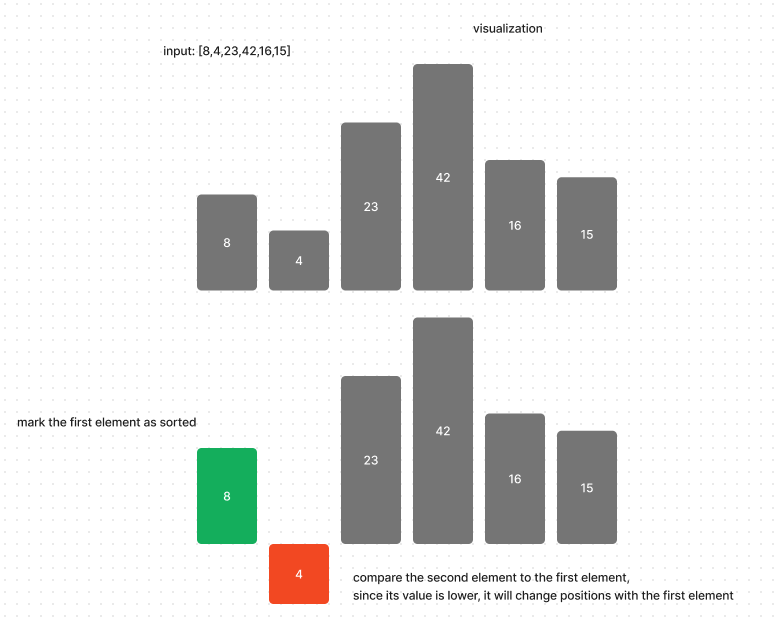 visualization
input: [8,4,23,42,16,15]
8
4
23
42
16
15
mark the first element as sorted
8
23
42
16
15
4
compare the second element to the first element,
since its value is lower, it will change positions with the first element